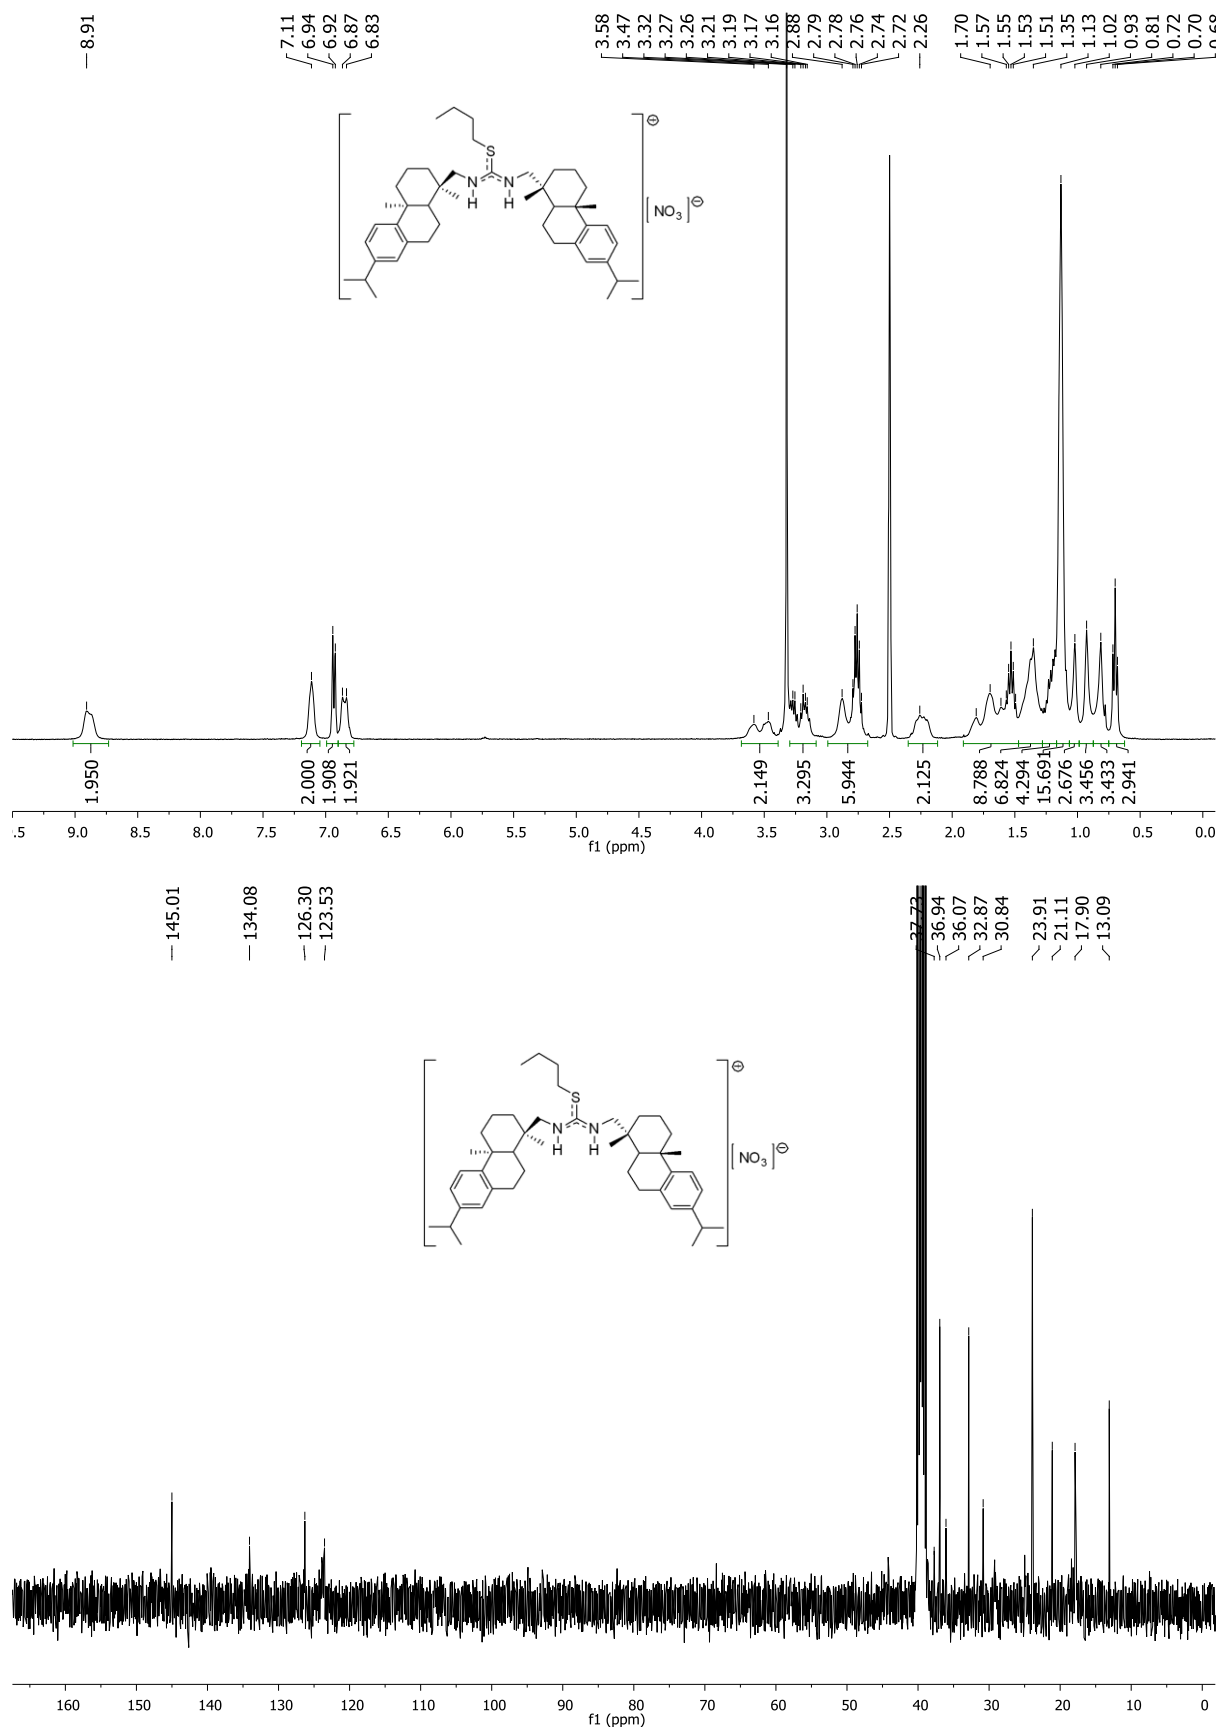 8.91 7.11 6.94 6.92 6.87 6.83 3.58 3.47 3.32 3.27 3.26 3.21 3.19 3.17 3.16 2.88 2.79 2.78 2.76 2.74 2.72 2.26 1.70 1.57 1.55 1.53 1.51 1.35 1.13 1.02 0.93 0.81 0.72 0.70 0.68
⊕
S
N N
H H
[NO3]⊖
1.950 2.000 1.908 1.921 2.149 3.295 5.944 2.125 8.788 6.824 4.294 15.691 2.676 3.456 3.433 2.941
.5 9.0 8.5 8.0 7.5 7.0 6.5 6.0 5.5 5.0 4.5 4.0 3.5 3.0 2.5 2.0 1.5 1.0 0.5 0.0
f1 (ppm)
145.01 134.08 126.30 123.53 37.73 36.94 36.07 32.87 30.84 23.91 21.11 17.90 13.09
⊕
S
N N
H H
[NO3]⊖
160 150 140 130 120 110 100 90 80 70 60 50 40 30 20 10 0
f1 (ppm)